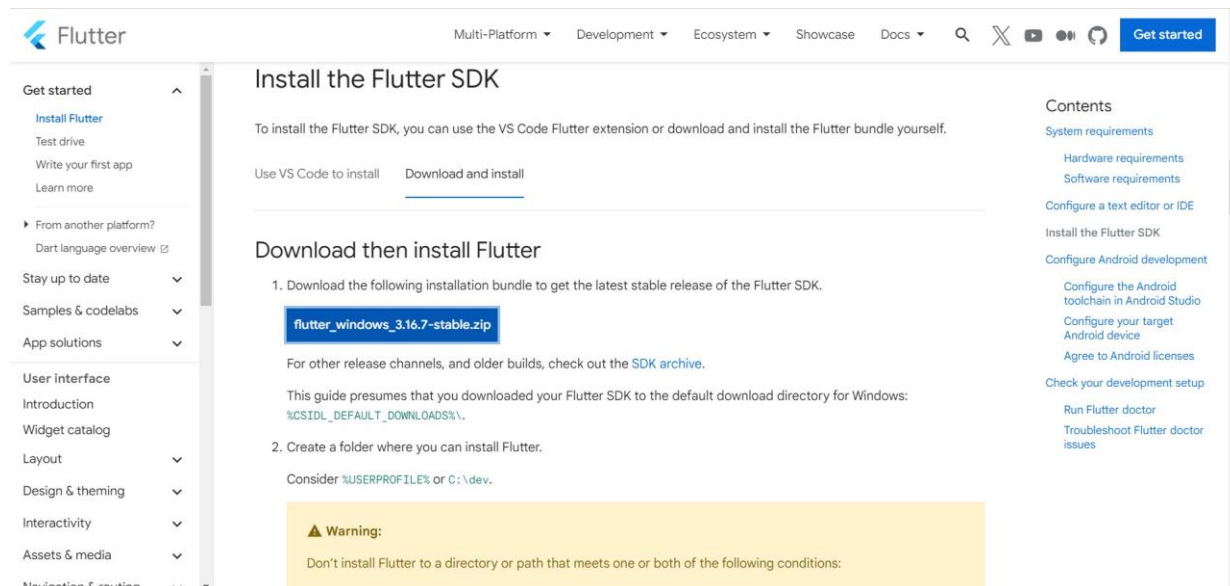 Flutter
Multi-Platform
Development
Ecosystem
Showcase
Docs
Get started
Get started
Install Flutter
Test drive
Write your first app
Learn more
From another platform?
Dart language overview
Stay up to date
Samples & codelabs
App solutions
User interface
Introduction
Widget catalog
Layout
Design & theming
Interactivity
Assets & media
Navigation & routing
Install the Flutter SDK
To install the Flutter SDK, you can use the VS Code Flutter extension or download and install the Flutter bundle yourself.
Use VS Code to install
Download and install
Download then install Flutter
1. Download the following installation bundle to get the latest stable release of the Flutter SDK.
flutter_windows_3.16.7-stable.zip
For other release channels, and older builds, check out the SDK archive.
This guide presumes that you downloaded your Flutter SDK to the default download directory for Windows:
%CSIDL_DEFAULT_DOWNLOADS%\.
2. Create a folder where you can install Flutter.
Consider %USERPROFILE% or C:\dev.
Warning:
Don't install Flutter to a directory or path that meets one or both of the following conditions:
Contents
System requirements
Hardware requirements
Software requirements
Configure a text editor or IDE
Install the Flutter SDK
Configure Android development
Configure the Android
toolchain in Android Studio
Configure your target
Android device
Agree to Android licenses
Check your development setup
Run Flutter doctor
Troubleshoot Flutter doctor
issues